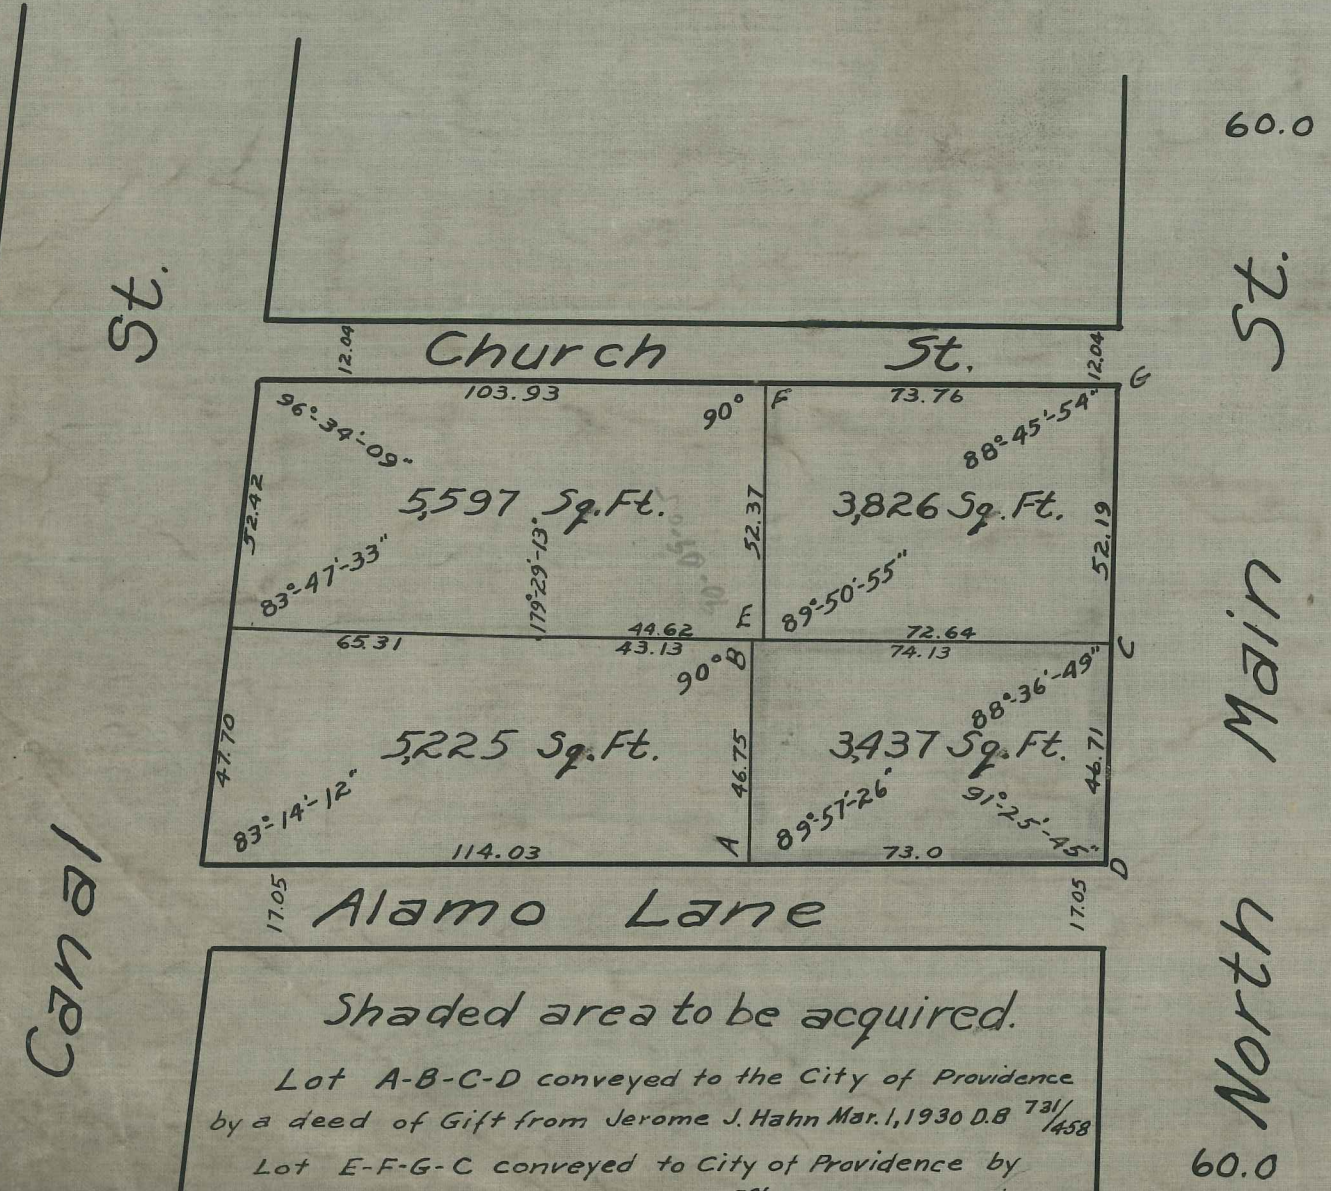 60.0
St.
St.
12.04
Church St.
12.04
G
103.93
F
73.76
96°-34'-09"
90°
88°-45'-54"
52.42
5,597 Sq.Ft.
52.37
3,826 Sq.Ft.
52.19
83°-47'-33"
179°-29'-13"
89°-50'-55"
E
44.62
72.64
65.31
43.13
74.13
C
90°
B
88°-36'-49"
47.70
5,225 Sq.Ft.
46.75
3,437 Sq.Ft.
46.71
83°-14'-12"
89°-57'-26"
91°-25'-45"
114.03
A
73.0
D
Main
Canal
17.05
Alamo Lane
17.05
North
Shaded area to be acquired.
Lot A-B-C-D conveyed to the City of Providence
by a deed of Gift from Jerome J. Hahn Mar. 1, 1930 D.B 731/458
Lot E-F-G-C conveyed to City of Providence by
60.0